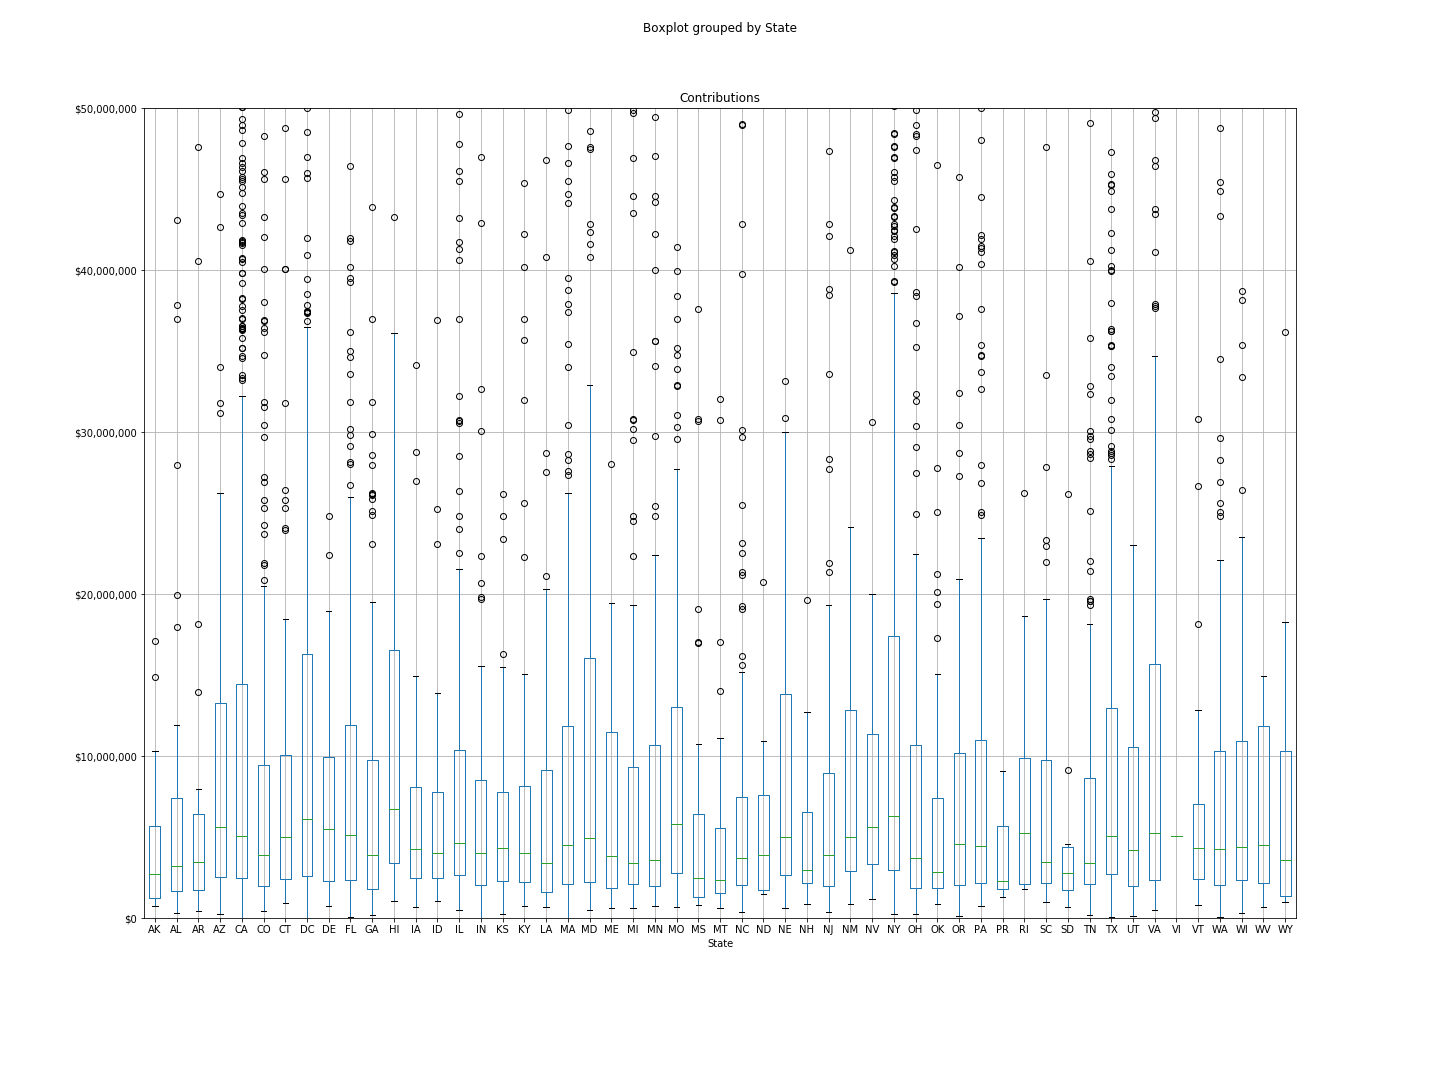 Boxplot grouped by State
Contributions
$50,000,000
$40,000,000
$30,000,000
$20,000,000
$10,000,000
$0
AK AL AR AZ CA CO CT DC DE FL GA HI IA ID IL IN KS KY LA MA MD ME MI MN MO MS MT NC ND NE NH NJ NM NV NY OH OK OR PA PR RI SC SD TN TX UT VA VI VT WA WI WV WY
State